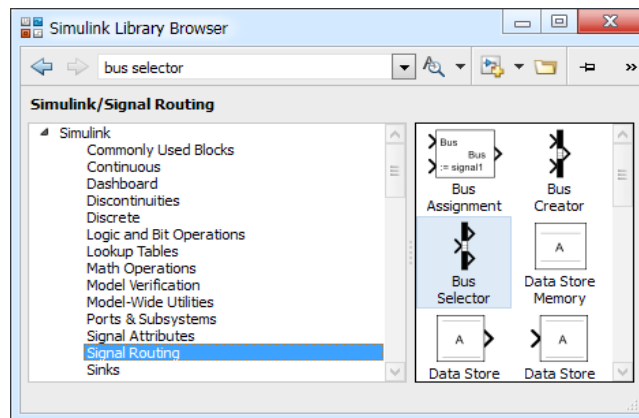 Simulink Library Browser
bus selector
»
Simulink/Signal Routing
Simulink
Commonly Used Blocks
Continuous
Dashboard
Discontinuities
Discrete
Logic and Bit Operations
Lookup Tables
Math Operations
Model Verification
Model-Wide Utilities
Ports & Subsystems
Signal Attributes
Signal Routing
Sinks
Bus
Bus
:= signal1
Bus
Assignment
Bus
Creator
Bus
Selector
A
Data Store
Memory
A
Data Store
A
Data Store